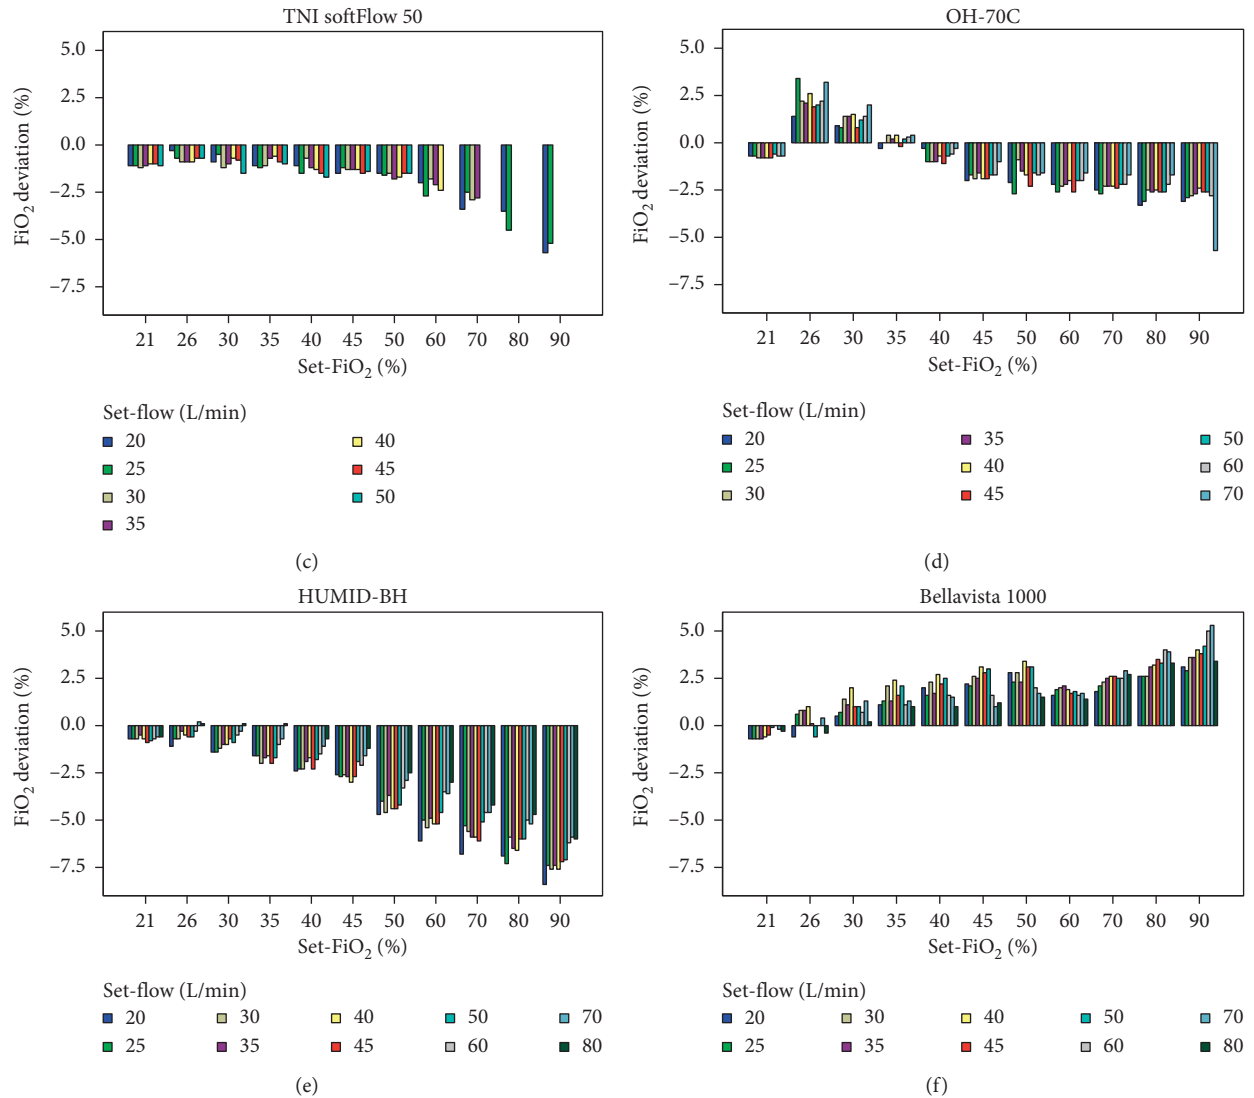 TNI softFlow 50
5.0
2.5
0.0
−2.5
−5.0
−7.5
FiO2 deviation (%)
21 26 30 35 40 45 50 60 70 80 90
Set-FiO2 (%)
Set-flow (L/min)
20 40
25 45
30 50
35
(c)
OH-70C
5.0
2.5
0.0
−2.5
−5.0
−7.5
FiO2 deviation (%)
21 26 30 35 40 45 50 60 70 80 90
Set-FiO2 (%)
Set-flow (L/min)
20 35 50
25 40 60
30 45 70
(d)
HUMID-BH
5.0
2.5
0.0
−2.5
−5.0
−7.5
FiO2 deviation (%)
21 26 30 35 40 45 50 60 70 80 90
Set-FiO2 (%)
Set-flow (L/min)
20 30 40 50 70
25 35 45 60 80
(e)
Bellavista 1000
5.0
2.5
0.0
−2.5
−5.0
−7.5
FiO2 deviation (%)
21 26 30 35 40 45 50 60 70 80 90
Set-FiO2 (%)
Set-flow (L/min)
20 30 40 50 70
25 35 45 60 80
(f)